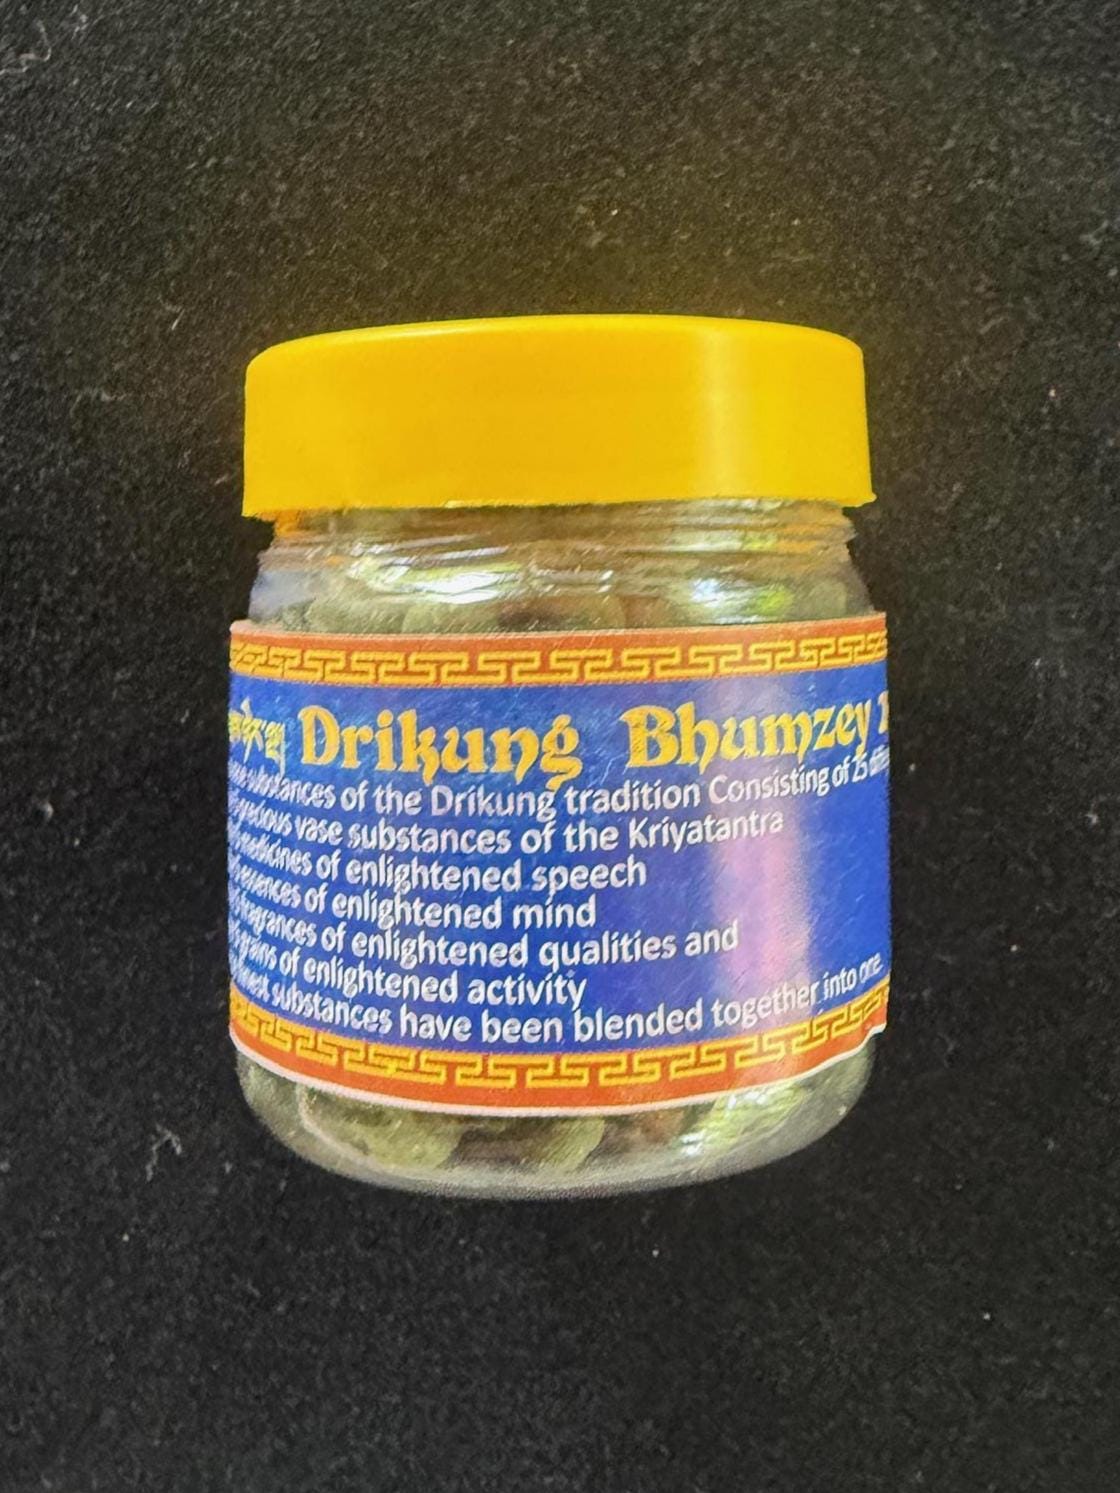 Drikung Bhumzey
substances of the Drikung tradition Consisting of 25
precious vase substances of the Kriyatantra
medicines of enlightened speech
essences of enlightened mind
fragrances of enlightened qualities and
grains of enlightened activity
substances have been blended together into one